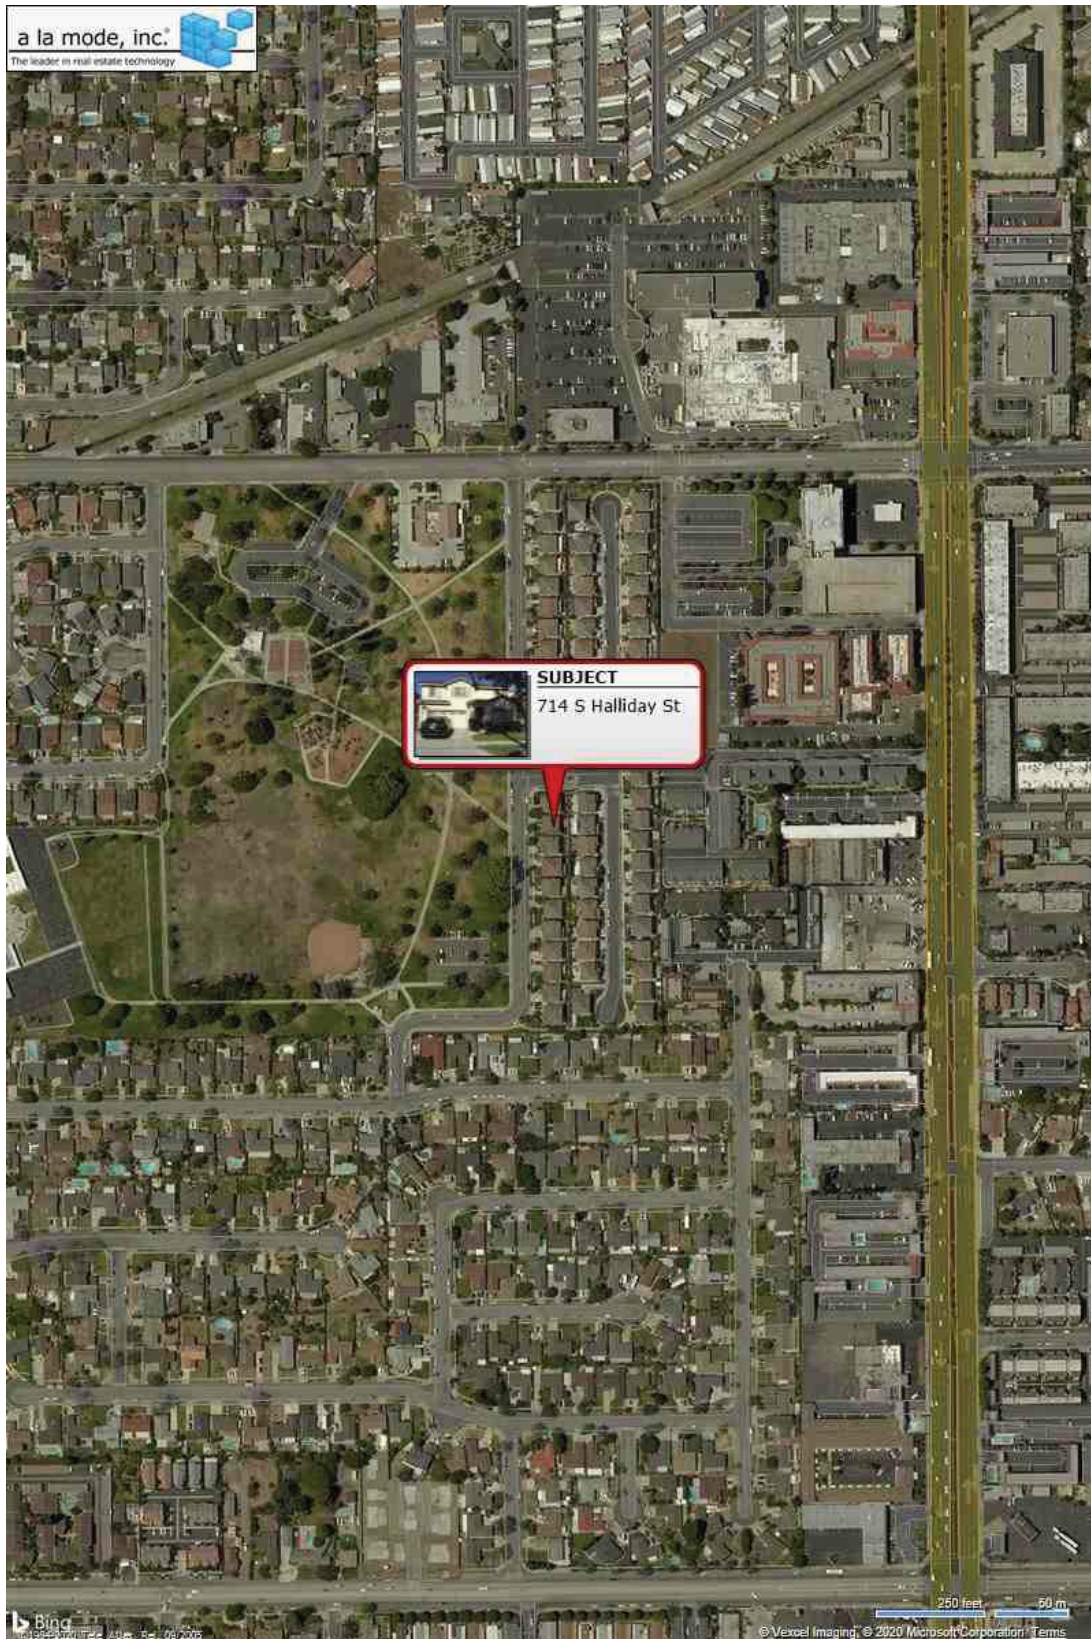 a la mode, inc.®
The leader in real estate technology
SUBJECT
714 S Halliday St
Bing
250 feet
50 m
© Vexcel Imaging, © 2020 Microsoft Corporation Terms